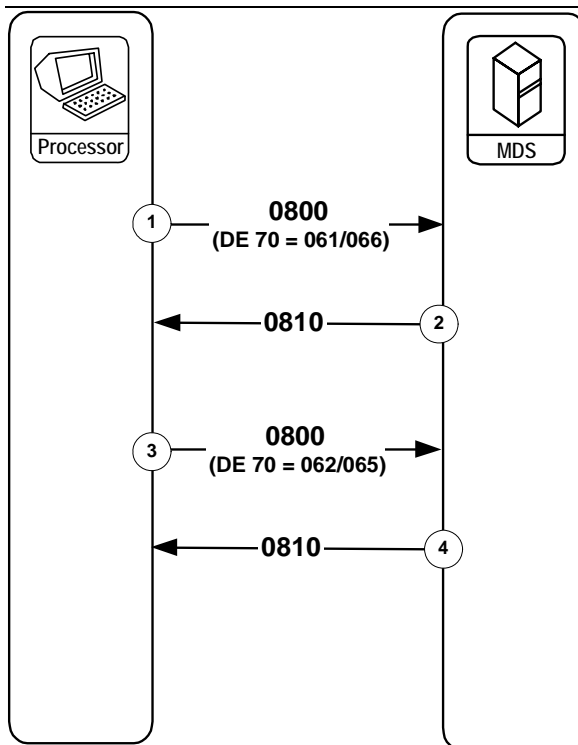 Processor
MDS
1
0800
(DE 70 = 061/066)
0810
2
3
0800
(DE 70 = 062/065)
0810
4